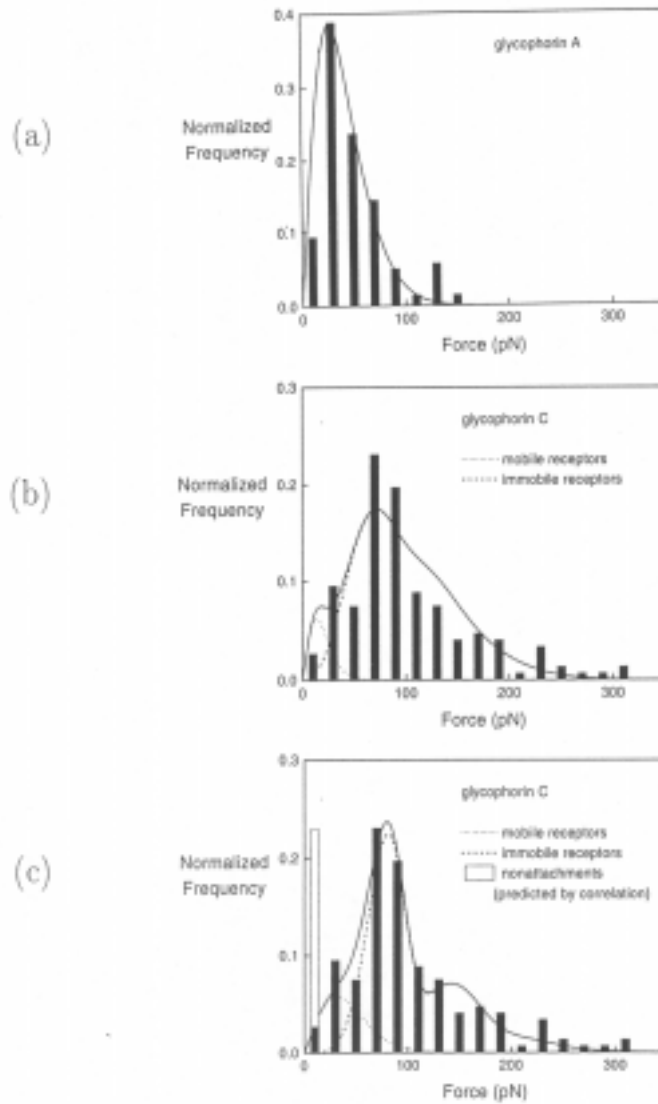 (a)
0.4
0.3
0.2
0.1
0.0
Normalized
Frequency
glycophorin A
0 100 200 300
Force (pN)
(b)
0.3
0.2
0.1
0.0
Normalized
Frequency
glycophorin C
mobile receptors
immobile receptors
0 100 200 300
Force (pN)
(c)
0.3
0.2
0.1
0.0
Normalized
Frequency
glycophorin C
mobile receptors
immobile receptors
nonattachments
(predicted by correlation)
0 100 200 300
Force (pN)